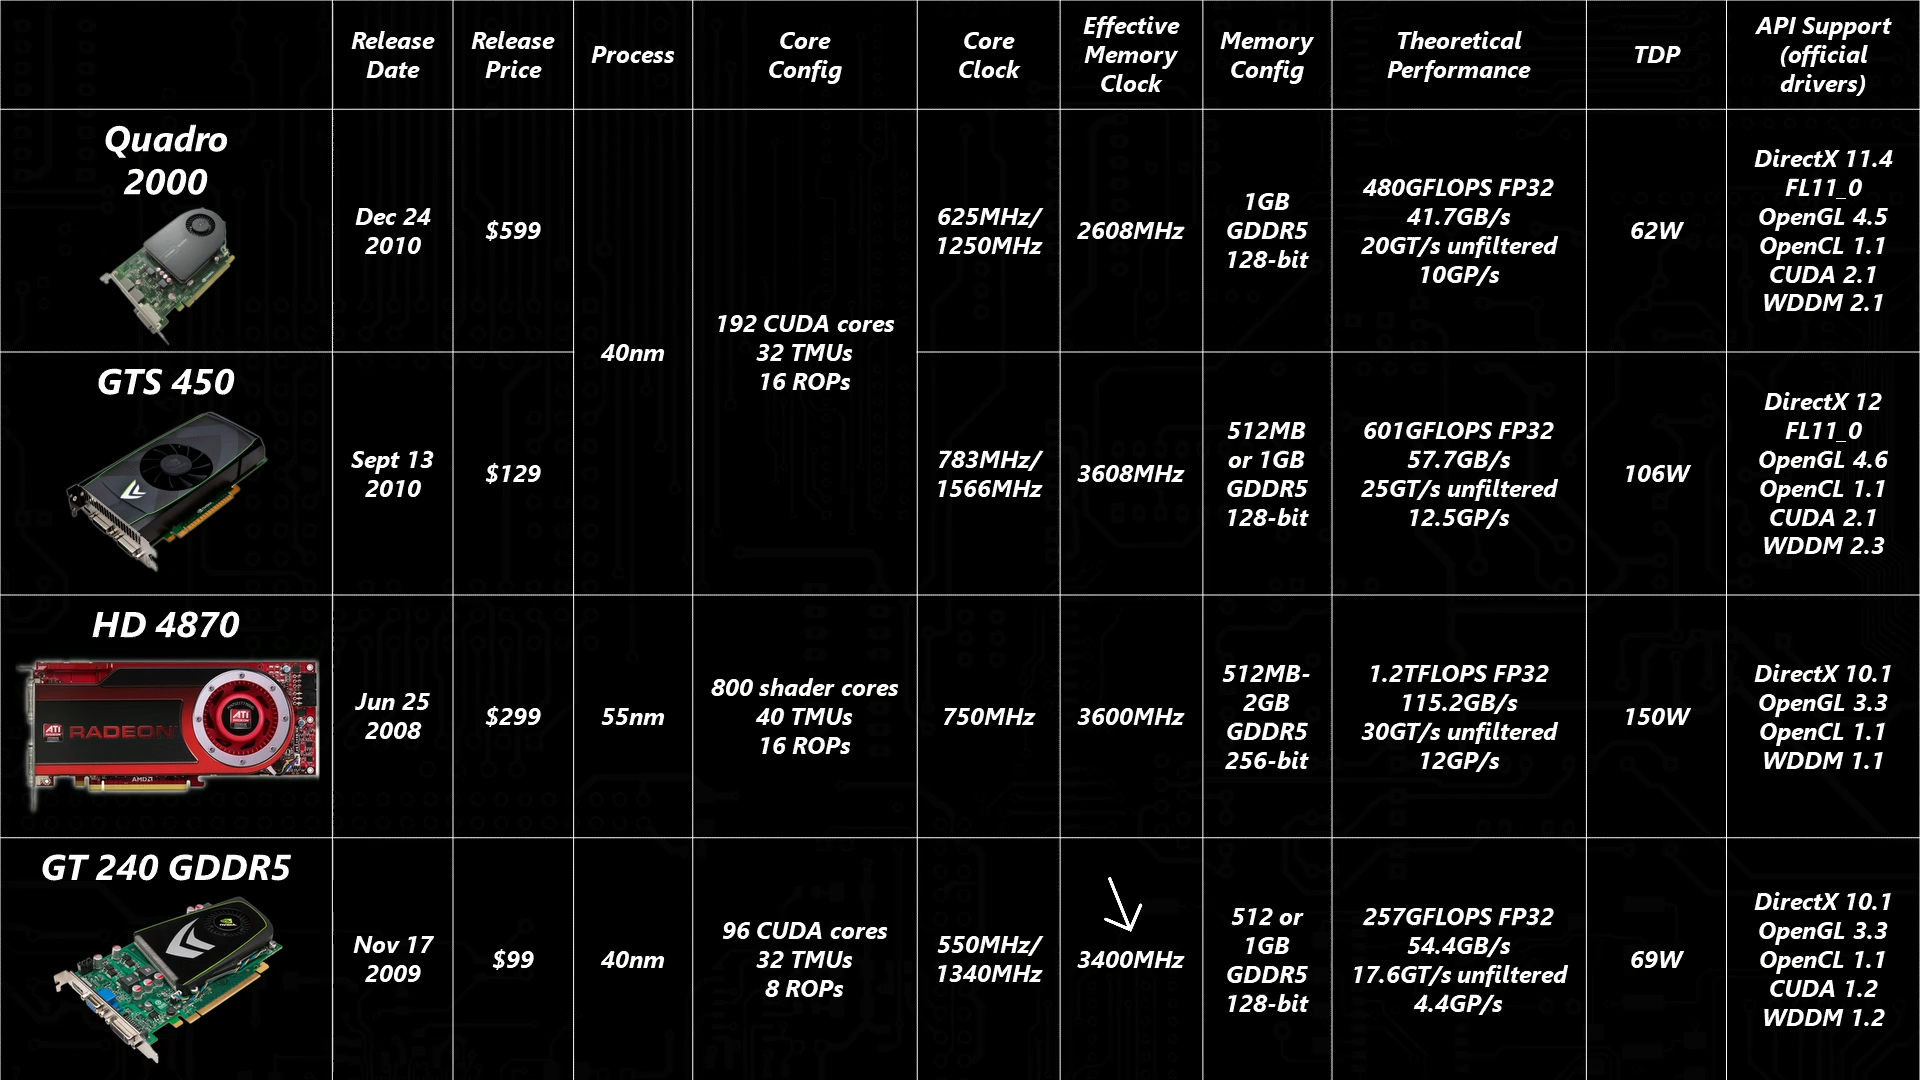 Release
Date
Release
Price
Process
Core
Config
Core
Clock
Effective
Memory
Clock
Memory
Config
Theoretical
Performance
TDP
API Support
(official
drivers)
Quadro
2000
Dec 24
2010
$599
40nm
192 CUDA cores
32 TMUs
16 ROPs
625MHz/
1250MHz
2608MHz
1GB
GDDR5
128-bit
480GFLOPS FP32
41.7GB/s
20GT/s unfiltered
10GP/s
62W
DirectX 11.4
FL11_0
OpenGL 4.5
OpenCL 1.1
CUDA 2.1
WDDM 2.1
GTS 450
Sept 13
2010
$129
783MHz/
1566MHz
3608MHz
512MB
or 1GB
GDDR5
128-bit
601GFLOPS FP32
57.7GB/s
25GT/s unfiltered
12.5GP/s
106W
DirectX 12
FL11_0
OpenGL 4.6
OpenCL 1.1
CUDA 2.1
WDDM 2.3
HD 4870
ATI
RADEON
ATI
AMD
Jun 25
2008
$299
55nm
800 shader cores
40 TMUs
16 ROPs
750MHz
3600MHz
512MB-
2GB
GDDR5
256-bit
1.2TFLOPS FP32
115.2GB/s
30GT/s unfiltered
12GP/s
150W
DirectX 10.1
OpenGL 3.3
OpenCL 1.1
WDDM 1.1
GT 240 GDDR5
Nov 17
2009
$99
40nm
96 CUDA cores
32 TMUs
8 ROPs
550MHz/
1340MHz
3400MHz
512 or
1GB
GDDR5
128-bit
257GFLOPS FP32
54.4GB/s
17.6GT/s unfiltered
4.4GP/s
69W
DirectX 10.1
OpenGL 3.3
OpenCL 1.1
CUDA 1.2
WDDM 1.2